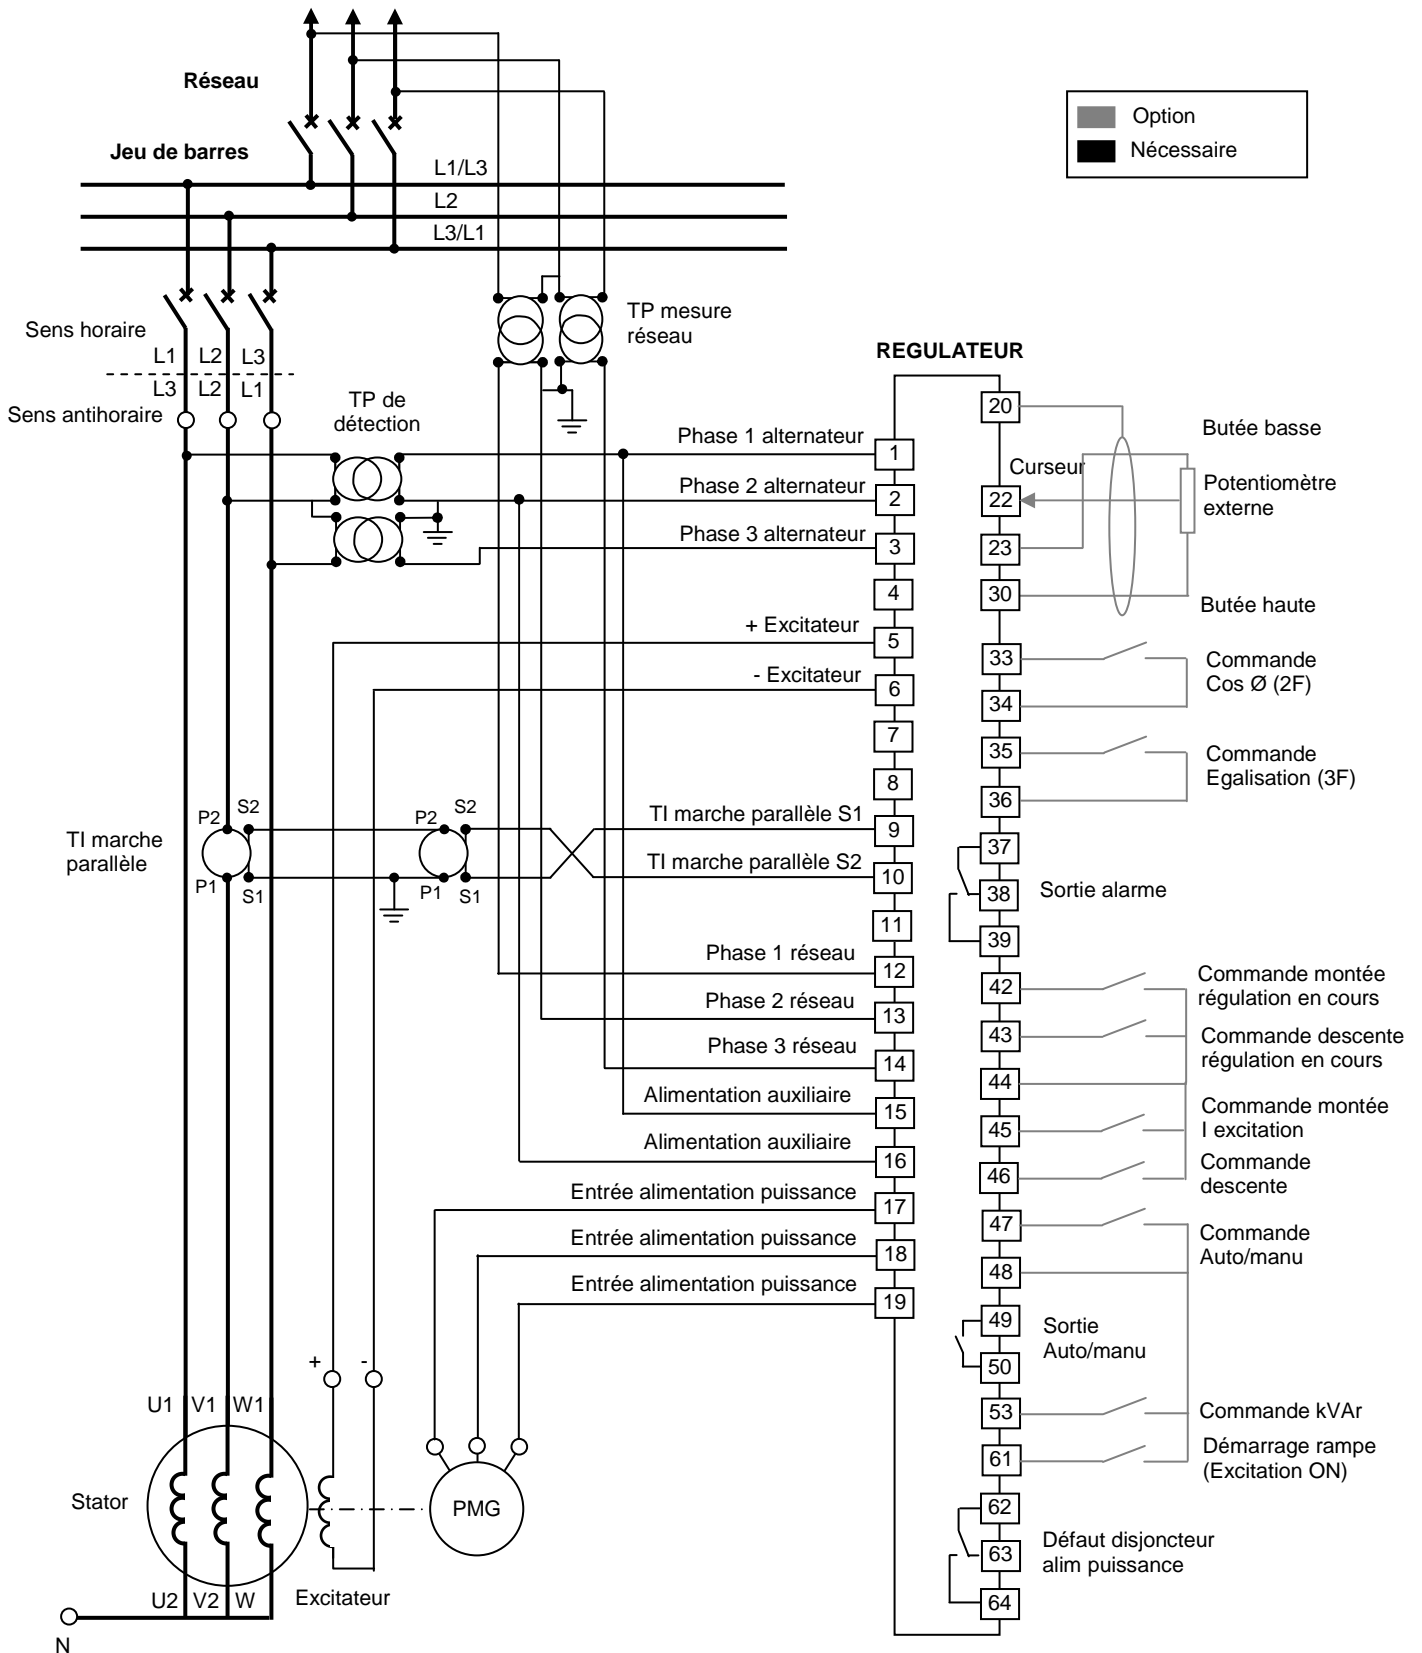 Réseau
Option
Nécessaire
Jeu de barres
L1/L3
L2
L3/L1
Sens horaire
L1 L2 L3
L3 L2 L1
Sens antihoraire
TP mesure
réseau
TP de
détection
REGULATEUR
Phase 1 alternateur
1
Phase 2 alternateur
2
Phase 3 alternateur
3
4
+ Excitateur
5
- Excitateur
6
7
8
TI marche parallèle S1
9
TI marche parallèle S2
10
11
Phase 1 réseau
12
Phase 2 réseau
13
Phase 3 réseau
14
Alimentation auxiliaire
15
Alimentation auxiliaire
16
Entrée alimentation puissance
17
Entrée alimentation puissance
18
Entrée alimentation puissance
19
20
Butée basse
Curseur
22
Potentiomètre
externe
23
30
Butée haute
33
Commande
Cos Ø (2F)
34
35
Commande
Egalisation (3F)
36
37
38
Sortie alarme
39
42
Commande montée
régulation en cours
43
Commande descente
régulation en cours
44
45
Commande montée
I excitation
46
Commande
descente
47
Commande
Auto/manu
48
49
Sortie
Auto/manu
50
53
Commande kVAr
61
Démarrage rampe
(Excitation ON)
62
63
Défaut disjoncteur
alim puissance
64
TI marche
parallèle
P2 S2
P1 S1
P2 S2
P1 S1
+ -
U1 V1 W1
Stator
PMG
U2 V2 W
Excitateur
N